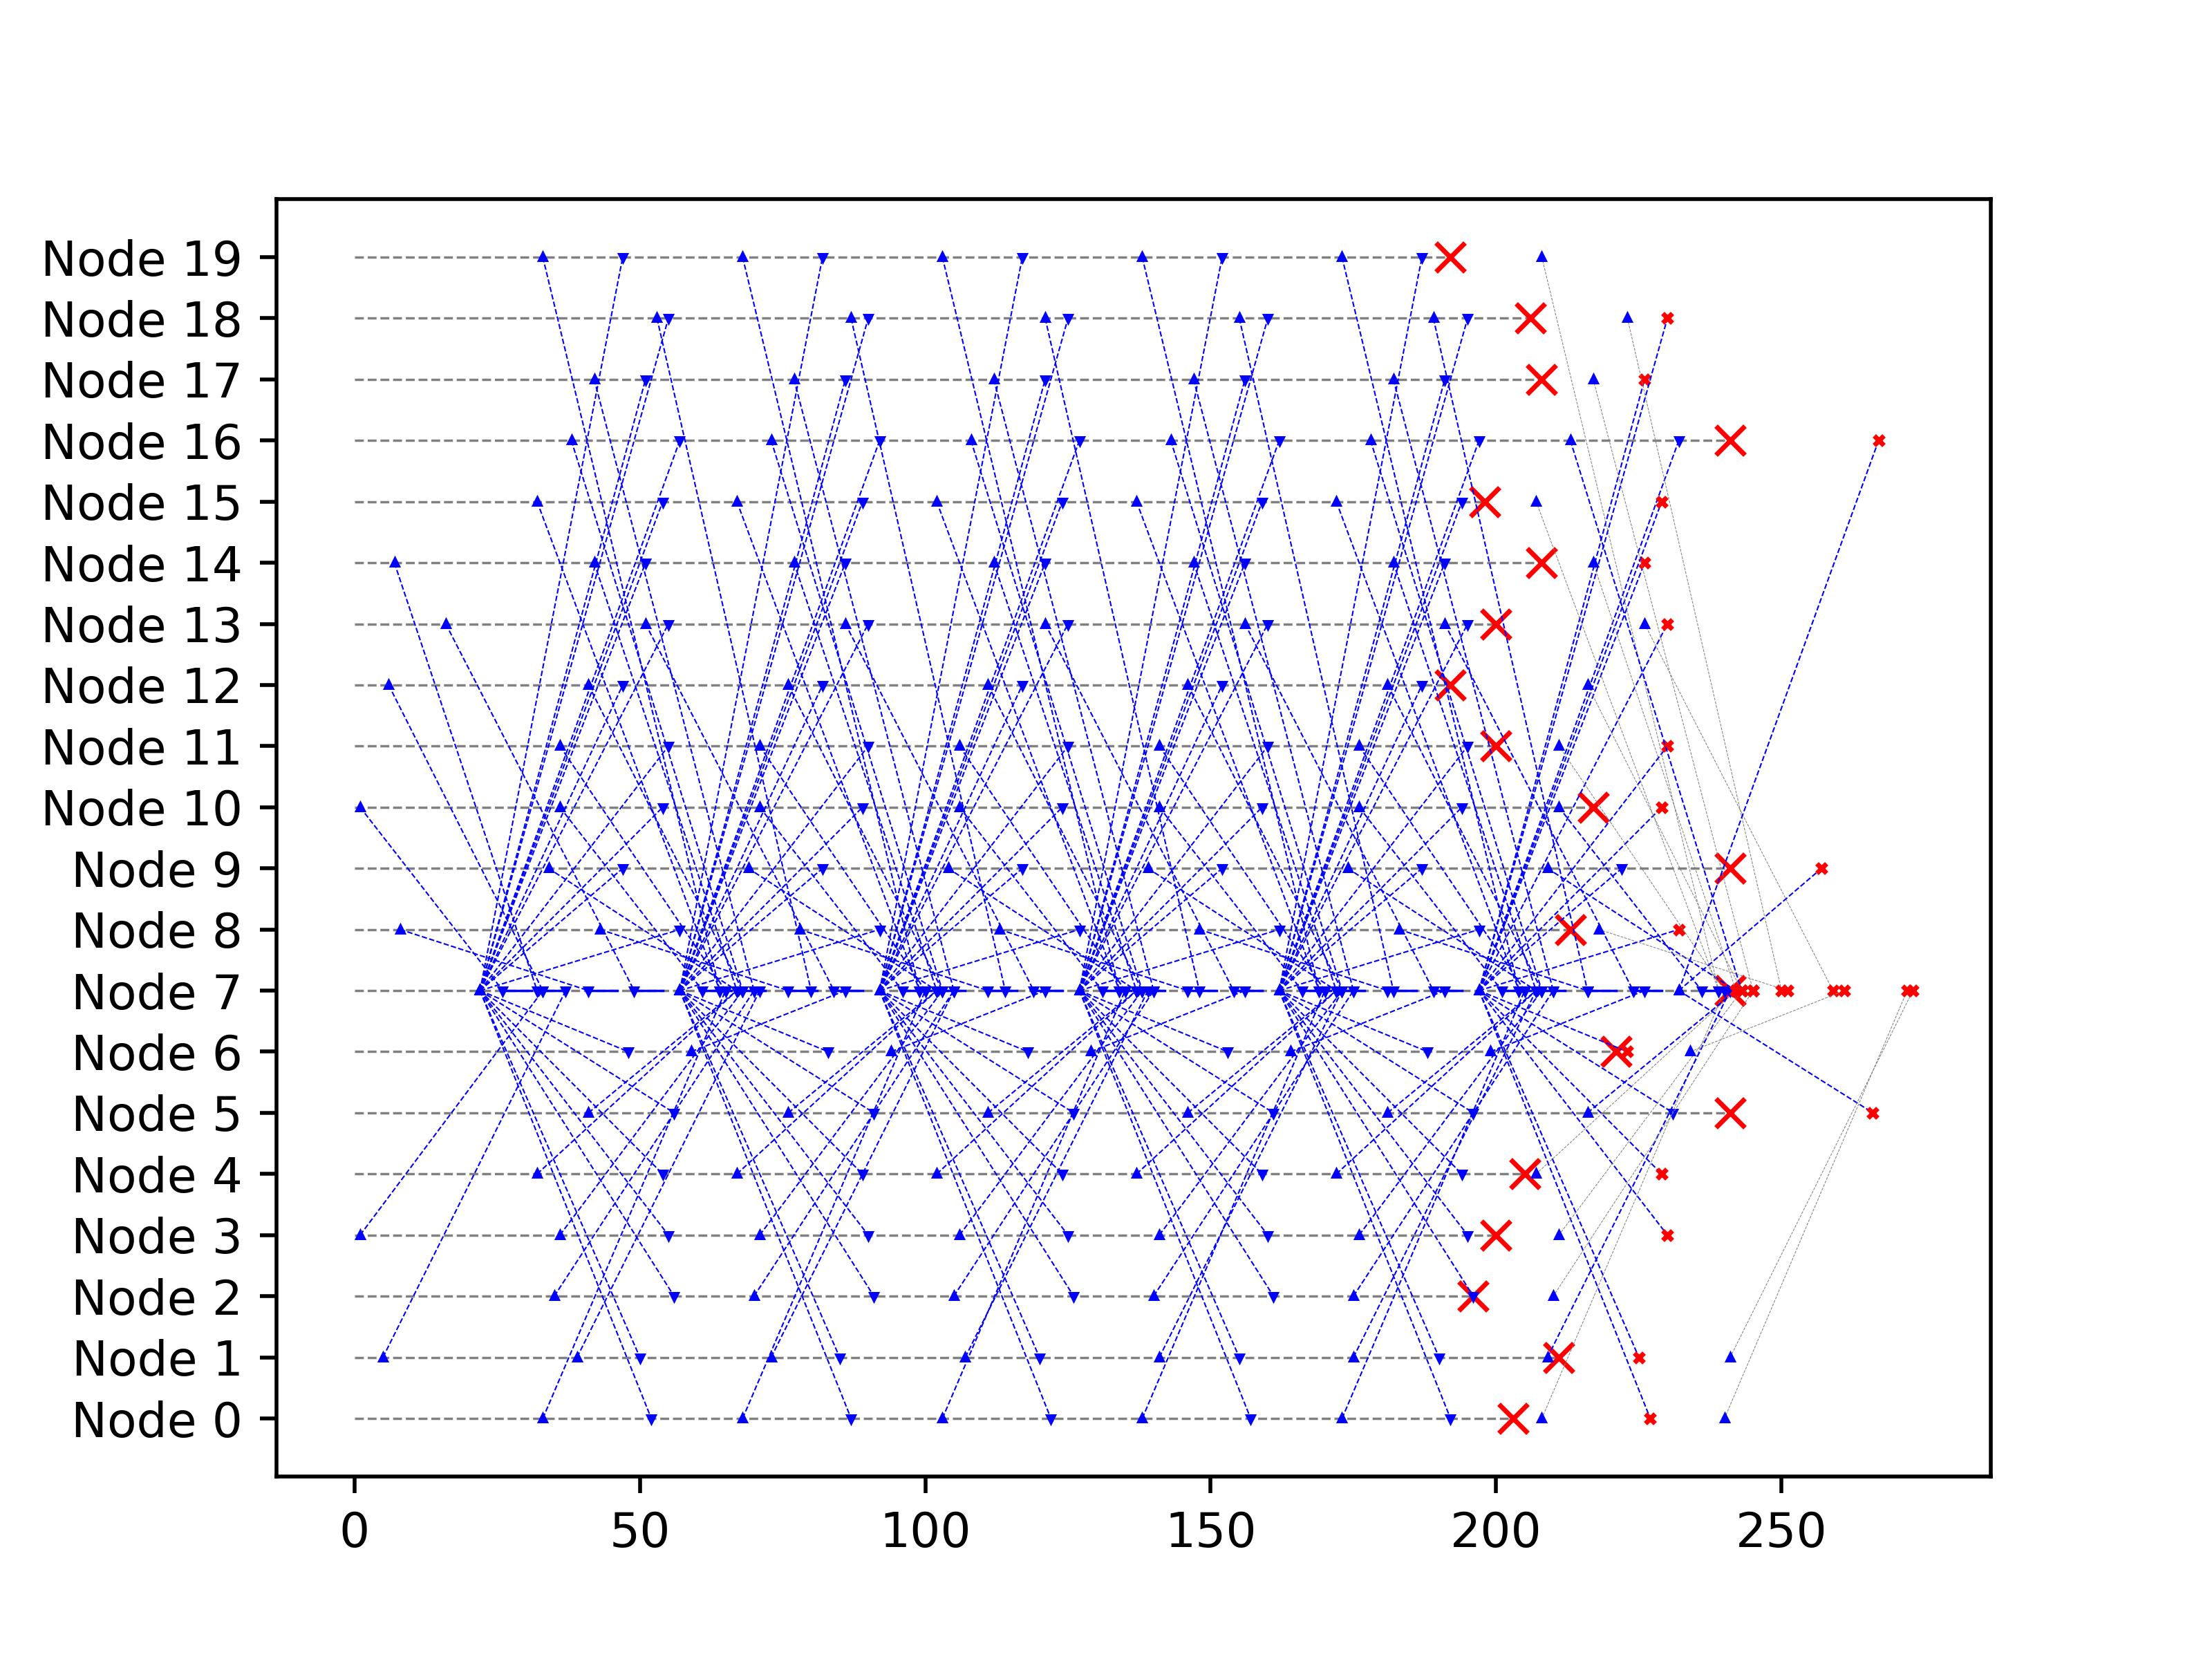 Node 19
Node 18
Node 17
Node 16
Node 15
Node 14
Node 13
Node 12
Node 11
Node 10
Node 9
Node 8
Node 7
Node 6
Node 5
Node 4
Node 3
Node 2
Node 1
Node 0
0 50 100 150 200 250